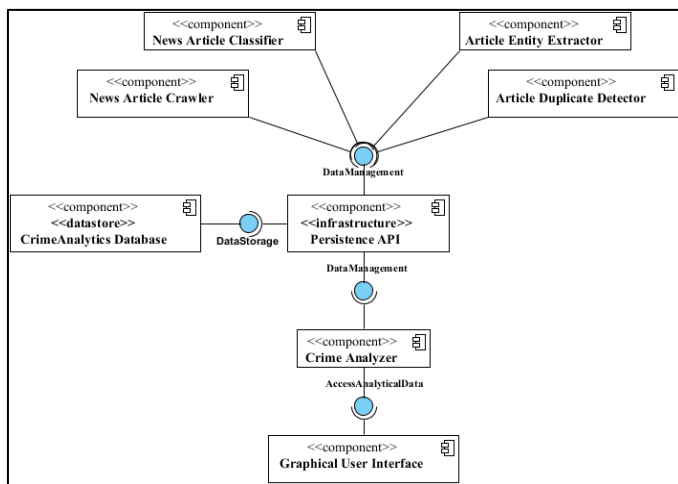 <<component>>
News Article Classifier
<<component>>
Article Entity Extractor
<<component>>
News Article Crawler
<<component>>
Article Duplicate Detector
DataManagement
<<component>>
<<datastore>>
CrimeAnalytics Database
DataStorage
<<component>>
<<infrastructure>>
Persistence API
DataManagement
<<component>>
Crime Analyzer
AccessAnalyticalData
<<component>>
Graphical User Interface